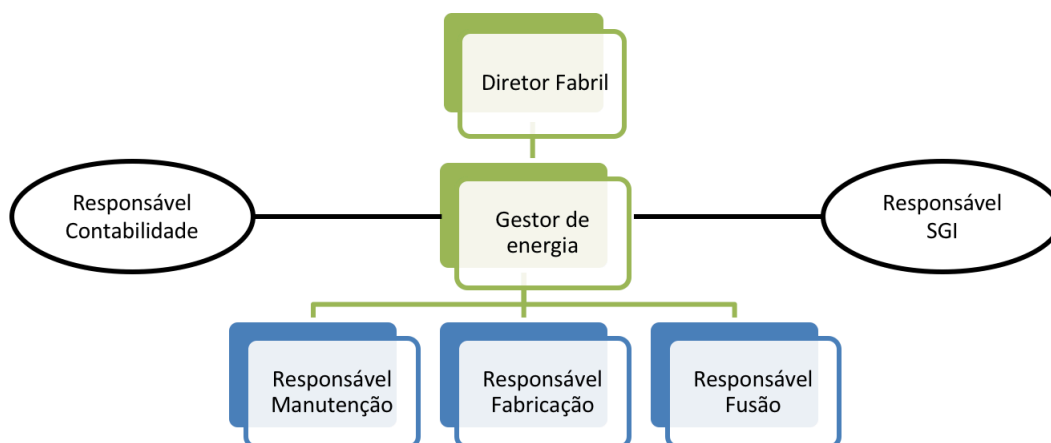 Diretor Fabril
Responsável
Contabilidade
Gestor de
energia
Responsável
SGI
Responsável
Manutenção
Responsável
Fabricação
Responsável
Fusão